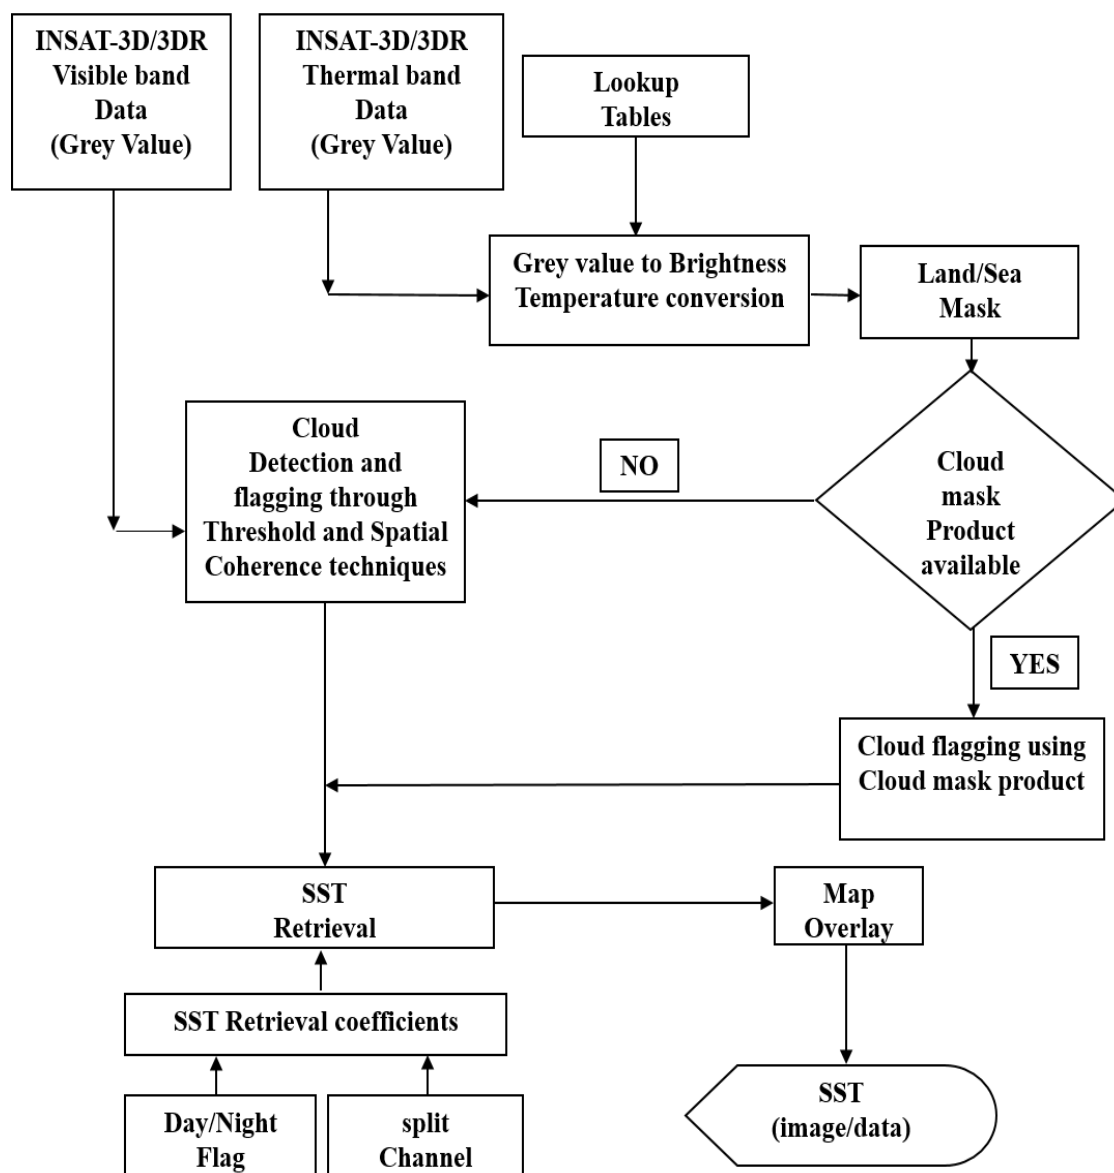 INSAT-3D/3DR
Visible band
Data
(Grey Value)
INSAT-3D/3DR
Thermal band
Data
(Grey Value)
Lookup
Tables
Grey value to Brightness
Temperature conversion
Land/Sea
Mask
Cloud
Detection and
flagging through
Threshold and Spatial
Coherence techniques
NO
Cloud
mask
Product
available
YES
Cloud flagging using
Cloud mask product
SST
Retrieval
Map
Overlay
SST Retrieval coefficients
Day/Night
Flag
split
Channel
SST
(image/data)